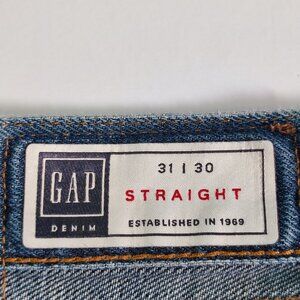 GAP
DENIM
31 | 30
STRAIGHT
ESTABLISHED IN 1969